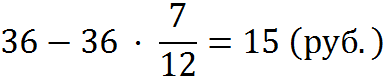 36 − 36 · 7/12 = 15 (руб.)